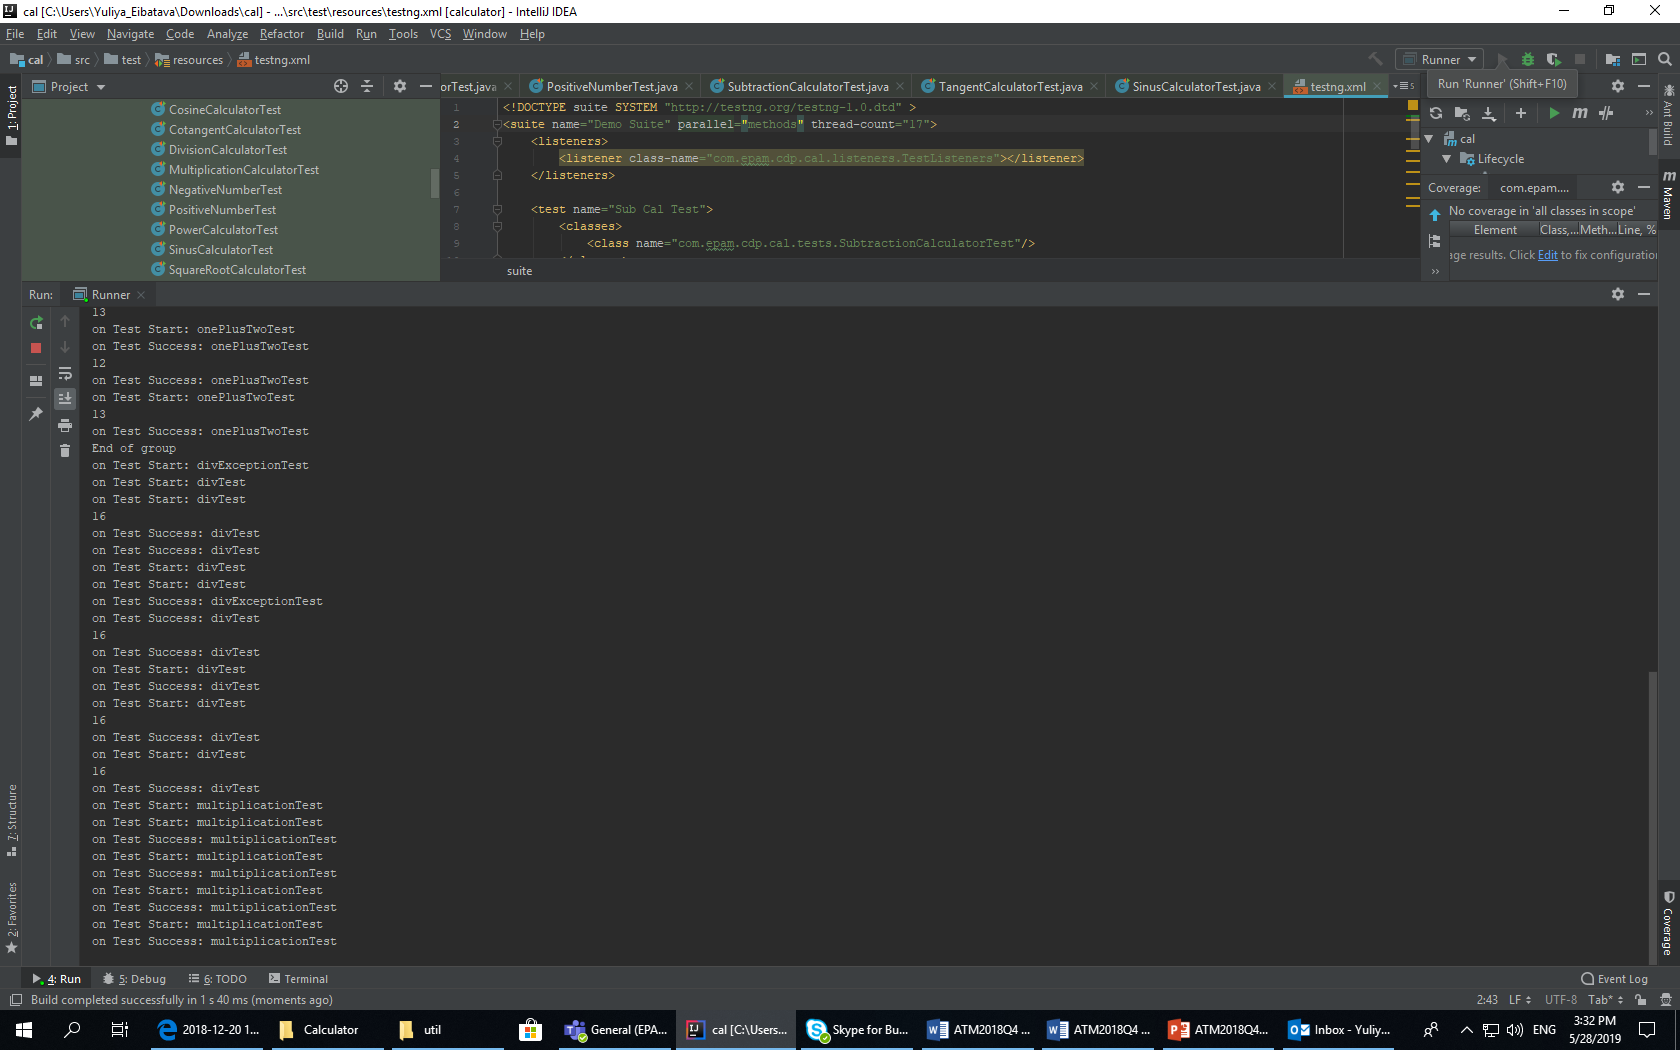 cal [C:\Users\Yuliya_Eibatava\Downloads\cal] - ...\src\test\resources\testng.xml [calculator] - IntelliJ IDEA
File Edit View Navigate Code Analyze Refactor Build Run Tools VCS Window Help
cal src test resources testng.xml Runner
Project orTest.java PositiveNumberTest.java SubtractionCalculatorTest.java TangentCalculatorTest.java SinusCalculatorTest.java testng.xml 5 Run 'Runner' (Shift+F10)
1: Project
CosineCalculatorTest
CotangentCalculatorTest
DivisionCalculatorTest
MultiplicationCalculatorTest
NegativeNumberTest
PositiveNumberTest
PowerCalculatorTest
SinusCalculatorTest
SquareRootCalculatorTest
1 <!DOCTYPE suite SYSTEM "http://testng.org/testng-1.0.dtd" >
2 <suite name="Demo Suite" parallel="methods" thread-count="17">
3 <listeners>
4 <listener class-name="com.epam.cdp.cal.listeners.TestListeners"></listener>
5 </listeners>
6
7 <test name="Sub Cal Test">
8 <classes>
9 <class name="com.epam.cdp.cal.tests.SubtractionCalculatorTest"/>
suite
m
cal
Lifecycle
Coverage: com.epam....
No coverage in 'all classes in scope'
Element Class,... Meth... Line, %
age results. Click Edit to fix configuration
Ant Build
m Maven
Coverage
Run: Runner
13
on Test Start: onePlusTwoTest
on Test Success: onePlusTwoTest
12
on Test Success: onePlusTwoTest
on Test Start: onePlusTwoTest
13
on Test Success: onePlusTwoTest
End of group
on Test Start: divExceptionTest
on Test Start: divTest
on Test Start: divTest
16
on Test Success: divTest
on Test Success: divTest
on Test Start: divTest
on Test Start: divTest
on Test Success: divExceptionTest
on Test Success: divTest
16
on Test Success: divTest
on Test Start: divTest
on Test Success: divTest
on Test Start: divTest
16
on Test Success: divTest
on Test Start: divTest
16
on Test Success: divTest
on Test Start: multiplicationTest
on Test Start: multiplicationTest
on Test Success: multiplicationTest
on Test Start: multiplicationTest
on Test Success: multiplicationTest
on Test Start: multiplicationTest
on Test Success: multiplicationTest
on Test Start: multiplicationTest
on Test Success: multiplicationTest
7: Structure
2: Favorites
4: Run 5: Debug 6: TODO Terminal Event Log
Build completed successfully in 1 s 40 ms (moments ago) 2:43 LF UTF-8 Tab*
2018-12-20 1... Calculator util General (EPA... cal [C:\Users... Skype for Bu... ATM2018Q4 ... ATM2018Q4 ... ATM2018Q4... Inbox - Yuliy... ENG 3:32 PM
5/28/2019